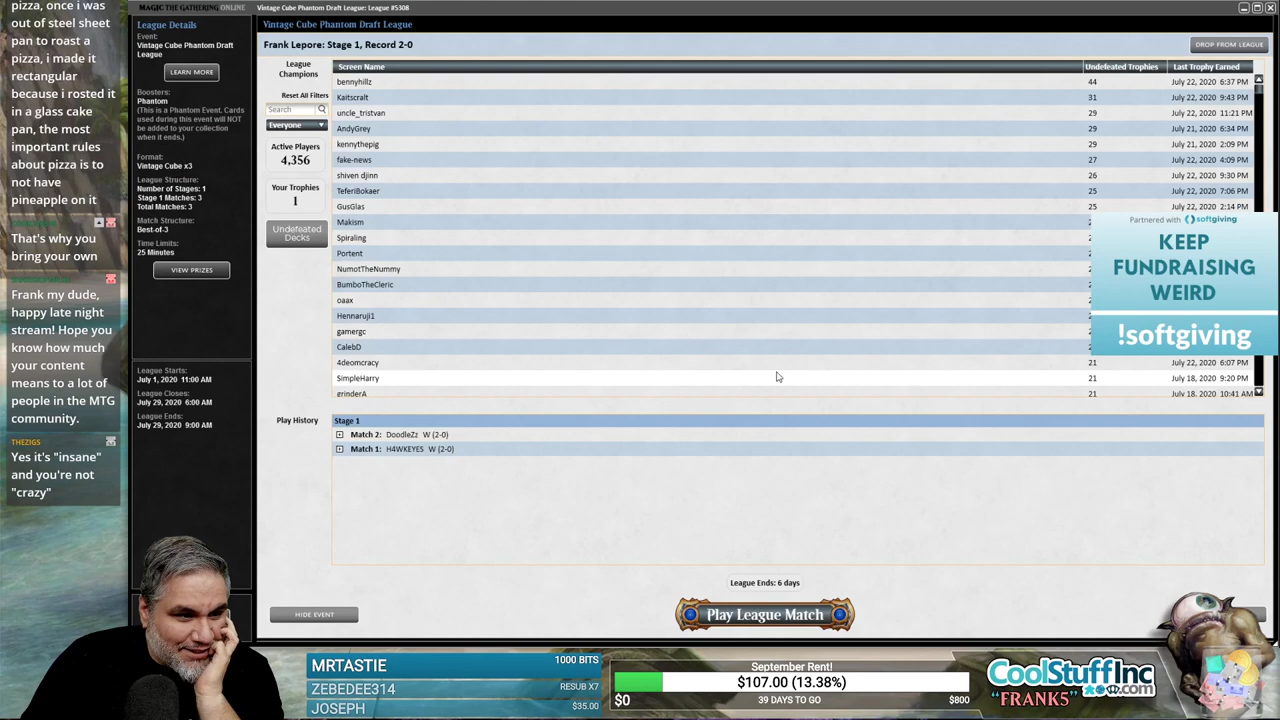 pizza, once i was
out of steel sheet
pan to roast a
pizza, i made it
rectangular
because i rosted it
in a glass cake
pan, the most
important rules
about pizza is to
not have
pineapple on it
That's why you
bring your own
Frank my dude,
happy late night
stream! Hope you
know how much
your content
means to a lot of
people in the MTG
community.
THEZIGS
Yes it's "insane"
and you're not
"crazy"
MAGIC THE GATHERING ONLINE
Vintage Cube Phantom Draft League: League #5308
League Details
Event:
Vintage Cube Phantom Draft
League
LEARN MORE
Boosters:
Phantom
(This is a Phantom Event. Cards
used during this event will NOT
be added to your collection
when it ends.)
Format:
Vintage Cube x3
League Structure:
Number of Stages: 1
Stage 1 Matches: 3
Total Matches: 3
Match Structure:
Best-of-3
Time Limits:
25 Minutes
VIEW PRIZES
League Starts:
July 1, 2020 11:00 AM
League Closes:
July 29, 2020 6:00 AM
League Ends:
July 29, 2020 9:00 AM
Vintage Cube Phantom Draft League
Frank Lepore: Stage 1, Record 2-0
DROP FROM LEAGUE
League
Champions
Reset All Filters
Search
Everyone
Active Players
4,356
Your Trophies
1
Undefeated
Decks
Screen Name Undefeated Trophies Last Trophy Earned
bennyhillz 44 July 22, 2020 6:37 PM
Kaitscralt 31 July 22, 2020 9:43 PM
uncle_tristvan 29 July 22, 2020 11:21 PM
AndyGrey 29 July 21, 2020 6:34 PM
kennythepig 29 July 21, 2020 2:09 PM
fake-news 27 July 22, 2020 4:09 PM
shiven djinn 26 July 22, 2020 9:30 PM
TeferiBokaer 25 July 22, 2020 7:06 PM
GusGlas 25 July 22, 2020 2:14 PM
Makism
Spiraling
Portent
NumotTheNummy
BumboTheCleric
oaax
Hennaruji1
gamergc
CalebD
4deomcracy 21 July 22, 2020 6:07 PM
SimpleHarry 21 July 18, 2020 9:20 PM
grinderA 21 July 18, 2020 10:41 AM
Partnered with softgiving
KEEP
FUNDRAISING
WEIRD
!softgiving
Play History
Stage 1
Match 2: DoodleZz W (2-0)
Match 1: H4WKEYES W (2-0)
League Ends: 6 days
HIDE EVENT
Play League Match
MRTASTIE 1000 BITS
ZEBEDEE314 RESUB X7
JOSEPH $35.00
September Rent!
$107.00 (13.38%)
$0 39 DAYS TO GO $800
CoolStuffInc
.com
"FRANK5"